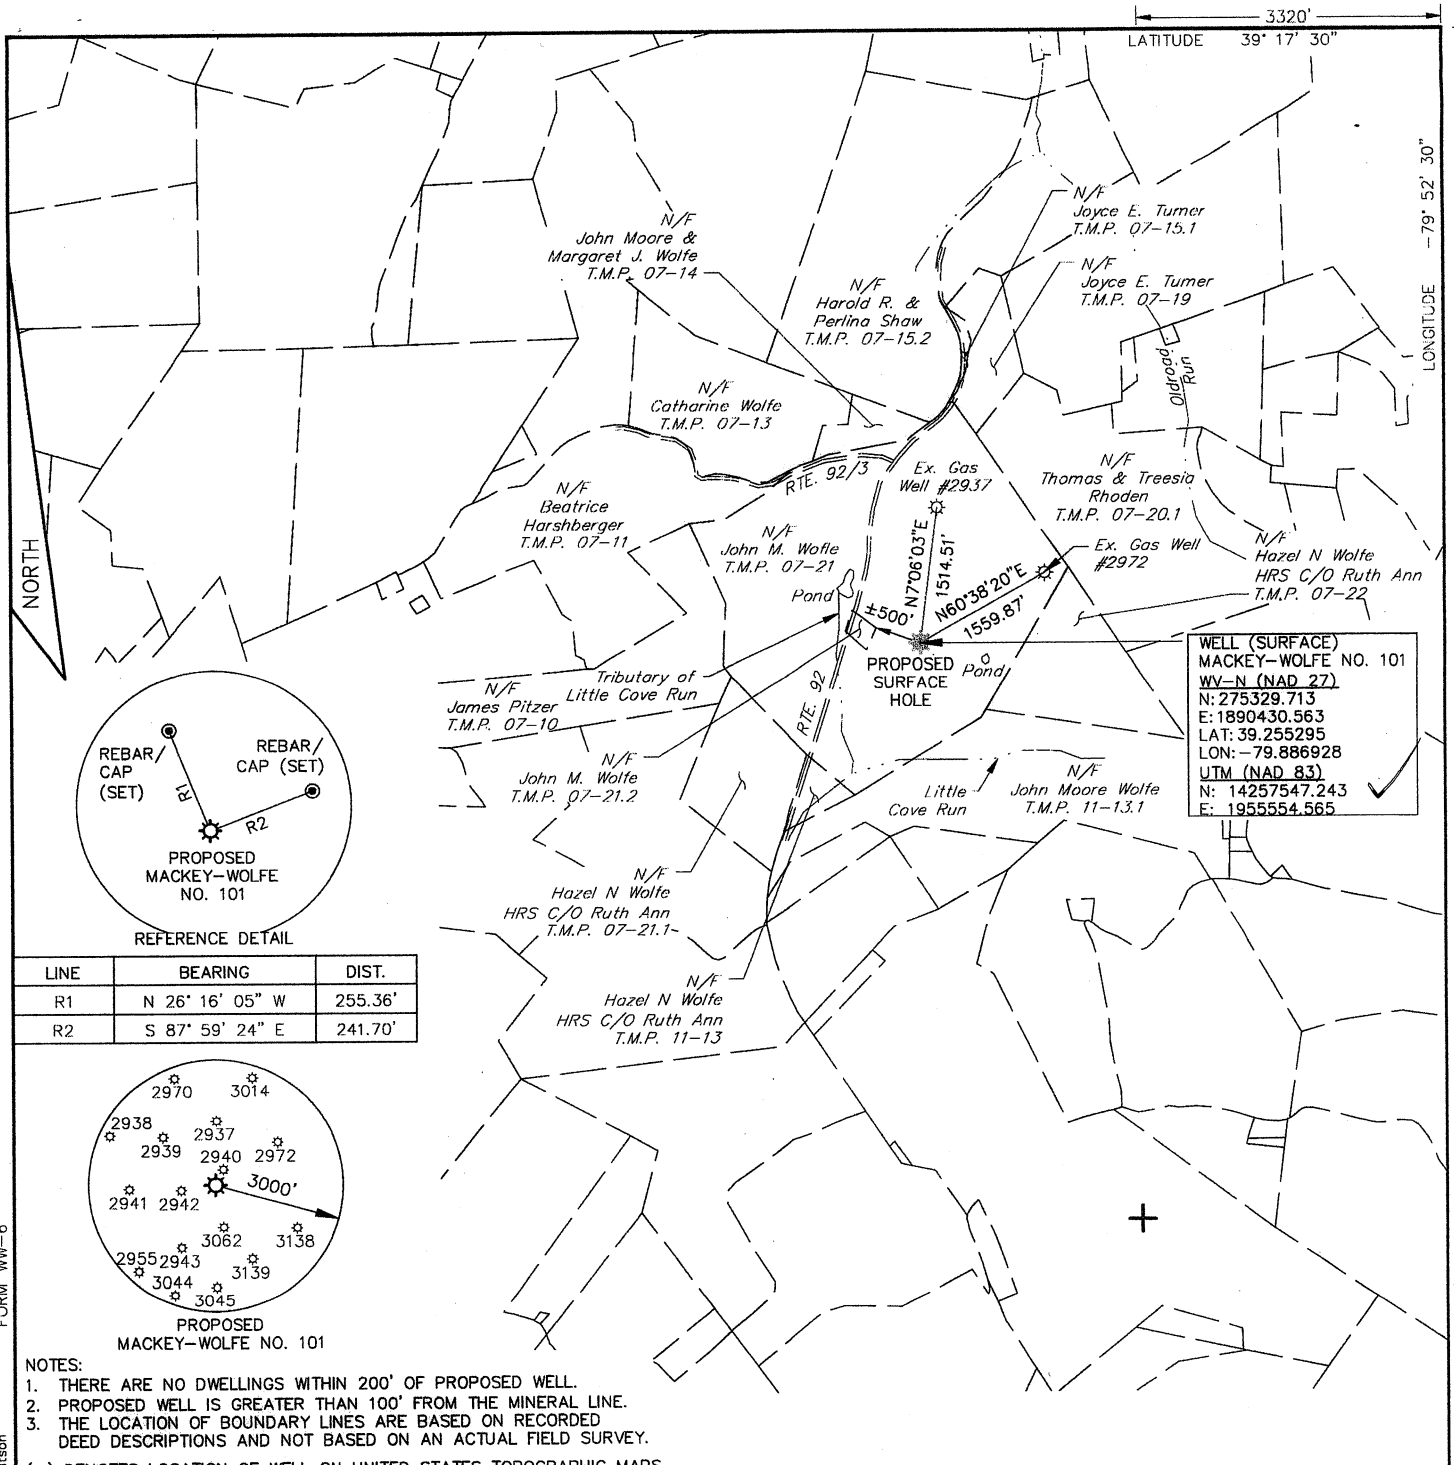 3320'
LATITUDE 39° 17' 30"
LONGITUDE -79° 52' 30"
N/F
Joyce E. Turner
T.M.P. 07-15.1
N/F
John Moore &
Margaret J. Wolfe
T.M.P. 07-14
N/F
Joyce E. Turner
T.M.P. 07-19
N/F
Harold R. &
Perlina Shaw
T.M.P. 07-15.2
Oldroad
Run
N/F
Catharine Wolfe
T.M.P. 07-13
RTE. 92/3
Ex. Gas
Well #2937
N/F
Thomas & Treesia
Rhoden
T.M.P. 07-20.1
N/F
Beatrice
Harshberger
T.M.P. 07-11
N/F
John M. Wofle
T.M.P. 07-21
Ex. Gas Well
#2972
N/F
Hazel N Wolfe
HRS C/O Ruth Ann
T.M.P. 07-22
NORTH
Pond
±500'
N7°06'03"E
1514.51'
N60°38'20"E
1559.87'
PROPOSED
SURFACE
HOLE
Pond
WELL (SURFACE)
MACKEY-WOLFE NO. 101
WV-N (NAD 27)
N: 275329.713
E: 1890430.563
LAT: 39.255295
LON: -79.886928
UTM (NAD 83)
N: 14257547.243
E: 1955554.565
Tributary of
Little Cove Run
N/F
James Pitzer
T.M.P. 07-10
RTE. 92
N/F
John M. Wolfe
T.M.P. 07-21.2
Little
Cove Run
N/F
John Moore Wolfe
T.M.P. 11-13.1
REBAR/
CAP
(SET)
REBAR/
CAP (SET)
R1
R2
PROPOSED
MACKEY-WOLFE
NO. 101
REFERENCE DETAIL
N/F
Hazel N Wolfe
HRS C/O Ruth Ann
T.M.P. 07-21.1
N/F
Hazel N Wolfe
HRS C/O Ruth Ann
T.M.P. 11-13
LINE BEARING DIST.
R1 N 26° 16' 05" W 255.36'
R2 S 87° 59' 24" E 241.70'
2970 3014
2938 2937
2939 2940 2972
3000'
2941 2942
3062 3138
2955 2943 3139
3044 3045
PROPOSED
MACKEY-WOLFE NO. 101
FORM WW-6
NOTES:
1. THERE ARE NO DWELLINGS WITHIN 200' OF PROPOSED WELL.
2. PROPOSED WELL IS GREATER THAN 100' FROM THE MINERAL LINE.
3. THE LOCATION OF BOUNDARY LINES ARE BASED ON RECORDED
DEED DESCRIPTIONS AND NOT BASED ON AN ACTUAL FIELD SURVEY.
DENOTES LOCATION OF WELL ON UNITED STATES TOPOGRAPHIC MAPS